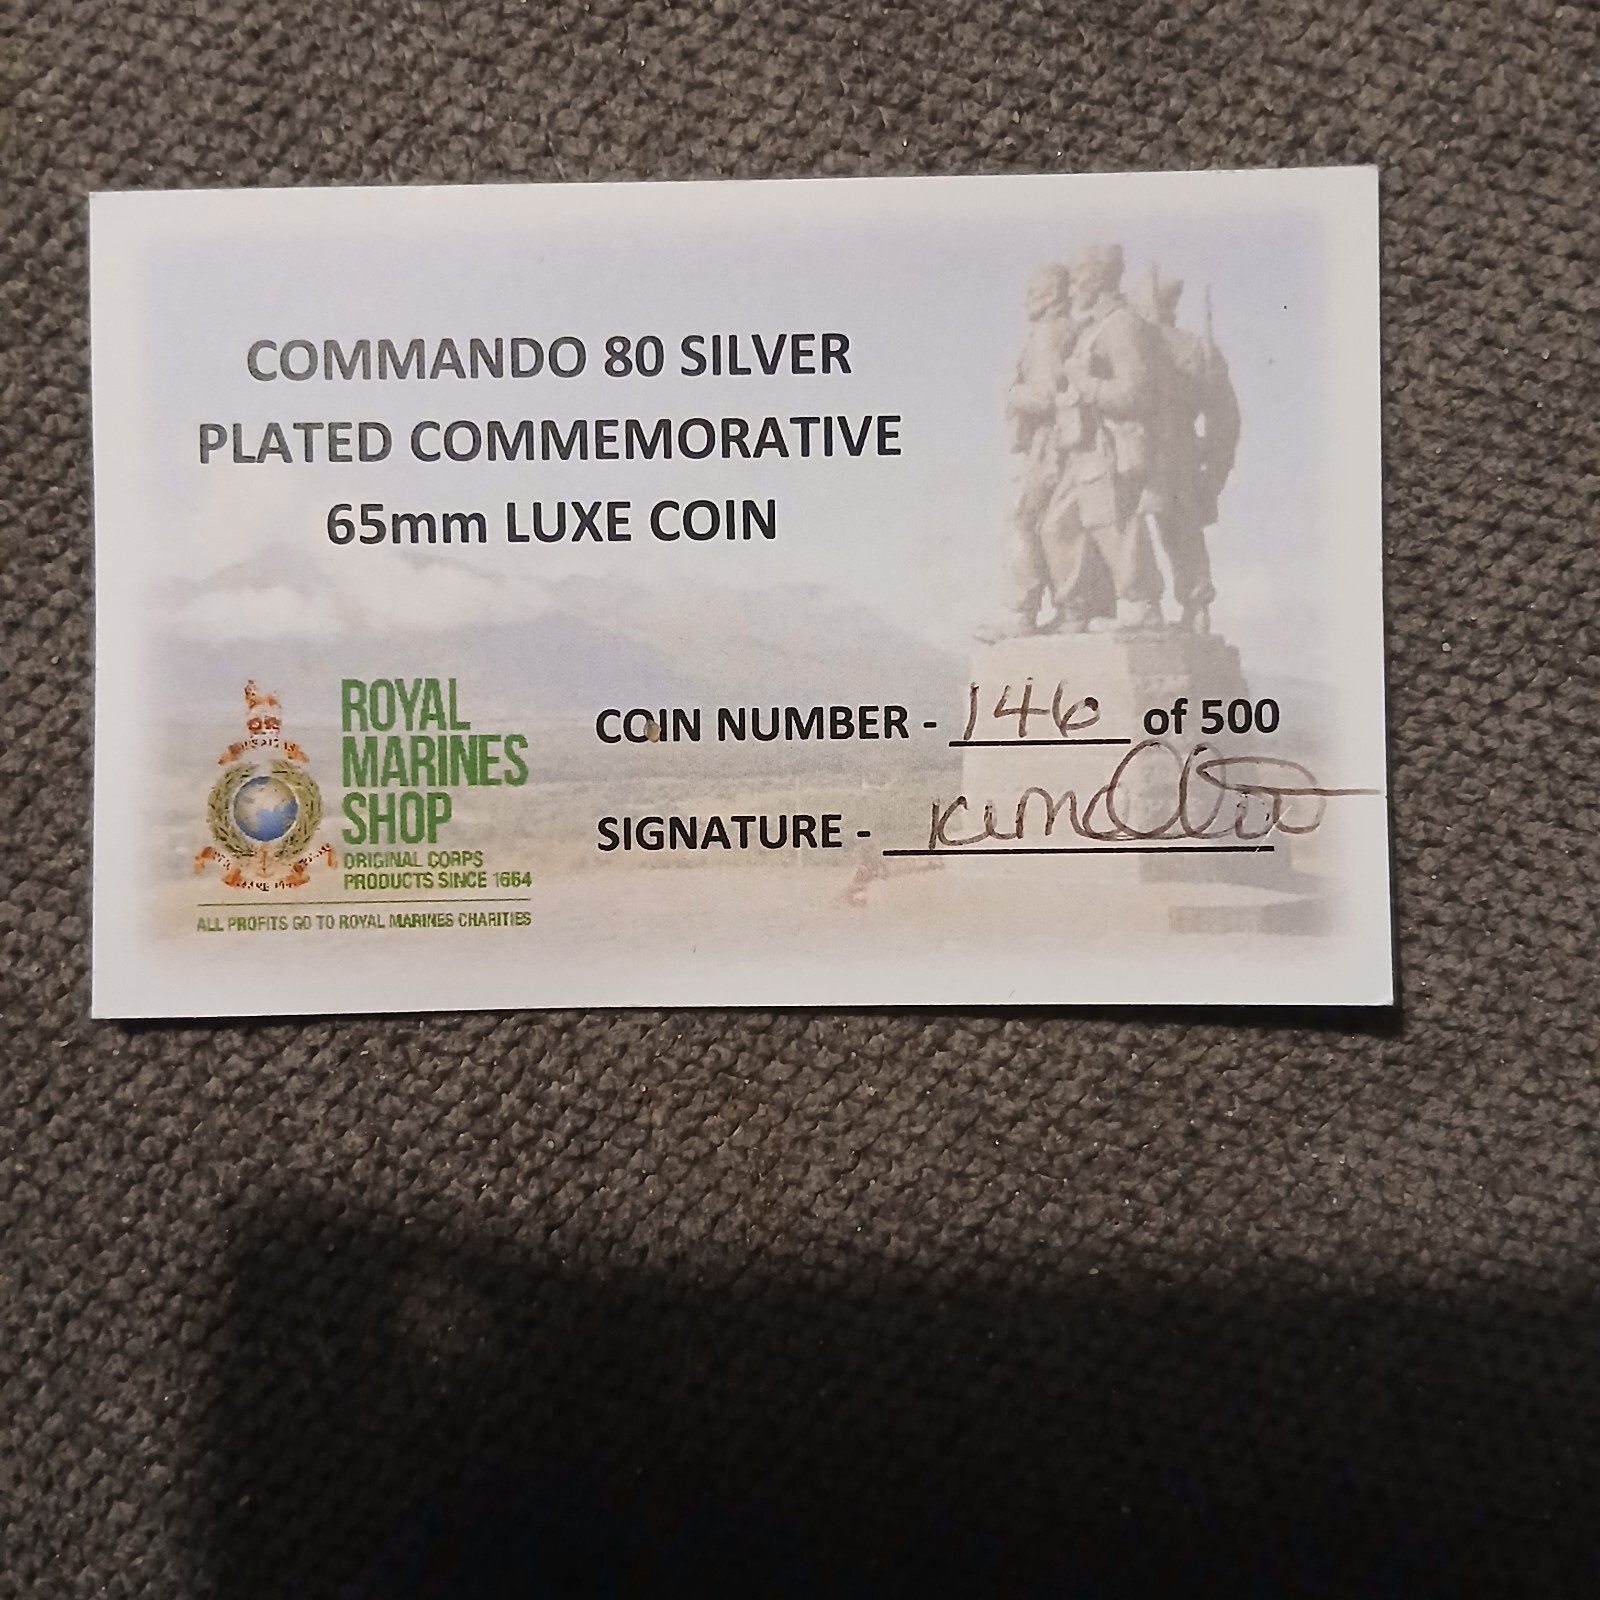 COMMANDO 80 SILVER
PLATED COMMEMORATIVE
65mm LUXE COIN
ROYAL
MARINES
SHOP
ORIGINAL CORPS
PRODUCTS SINCE 1664
ALL PROFITS GO TO ROYAL MARINES CHARITIES
COIN NUMBER - 146 of 500
SIGNATURE -